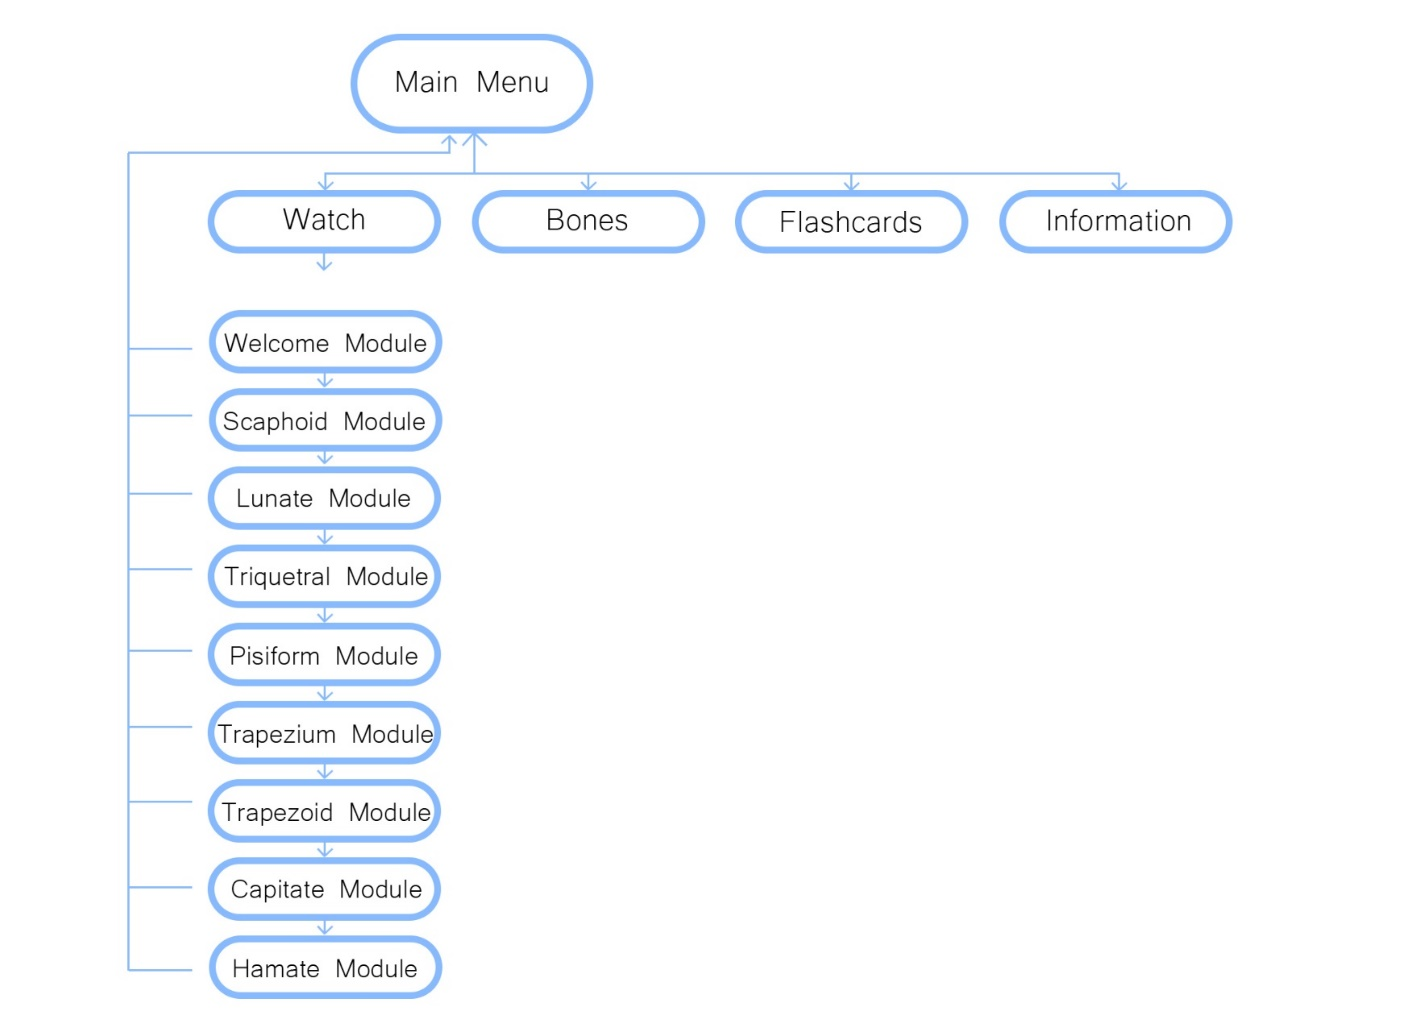 Main Menu
Watch
Bones
Flashcards
Information
Welcome Module
Scaphoid Module
Lunate Module
Triquetral Module
Pisiform Module
Trapezium Module
Trapezoid Module
Capitate Module
Hamate Module